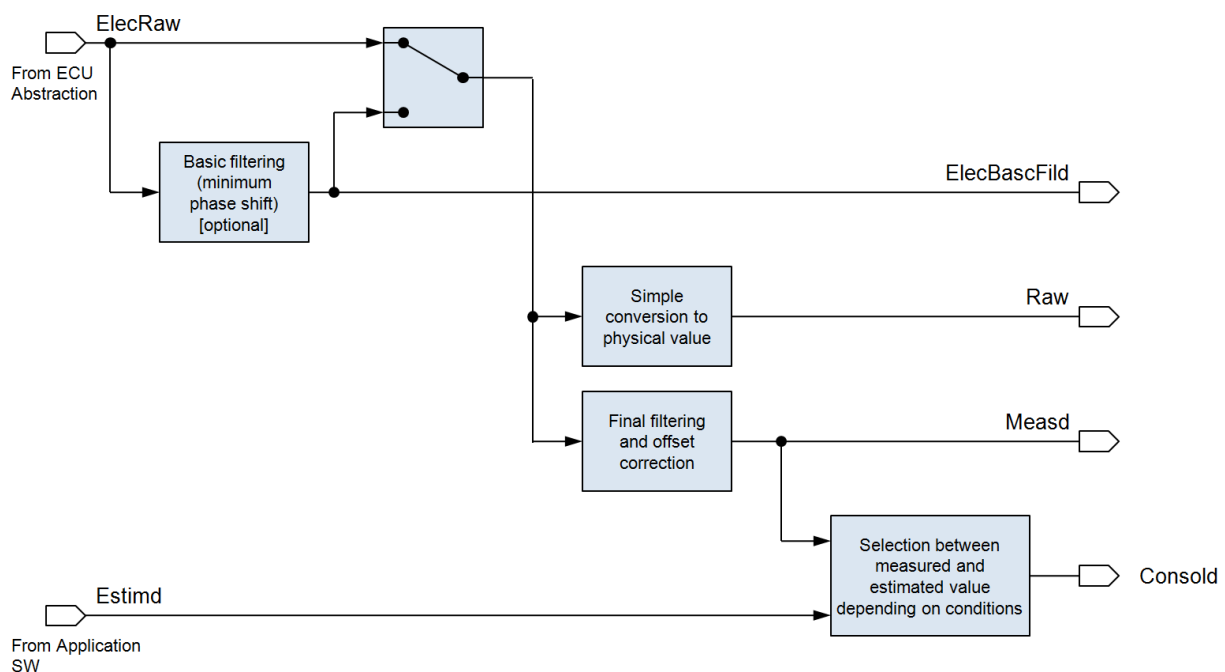 ElecRaw
From ECU
Abstraction
Basic filtering
(minimum
phase shift)
[optional]
ElecBascFild
Simple
conversion to
physical value
Raw
Final filtering
and offset
correction
Measd
Selection between
measured and
estimated value
depending on conditions
Consold
Estimd
From Application
SW